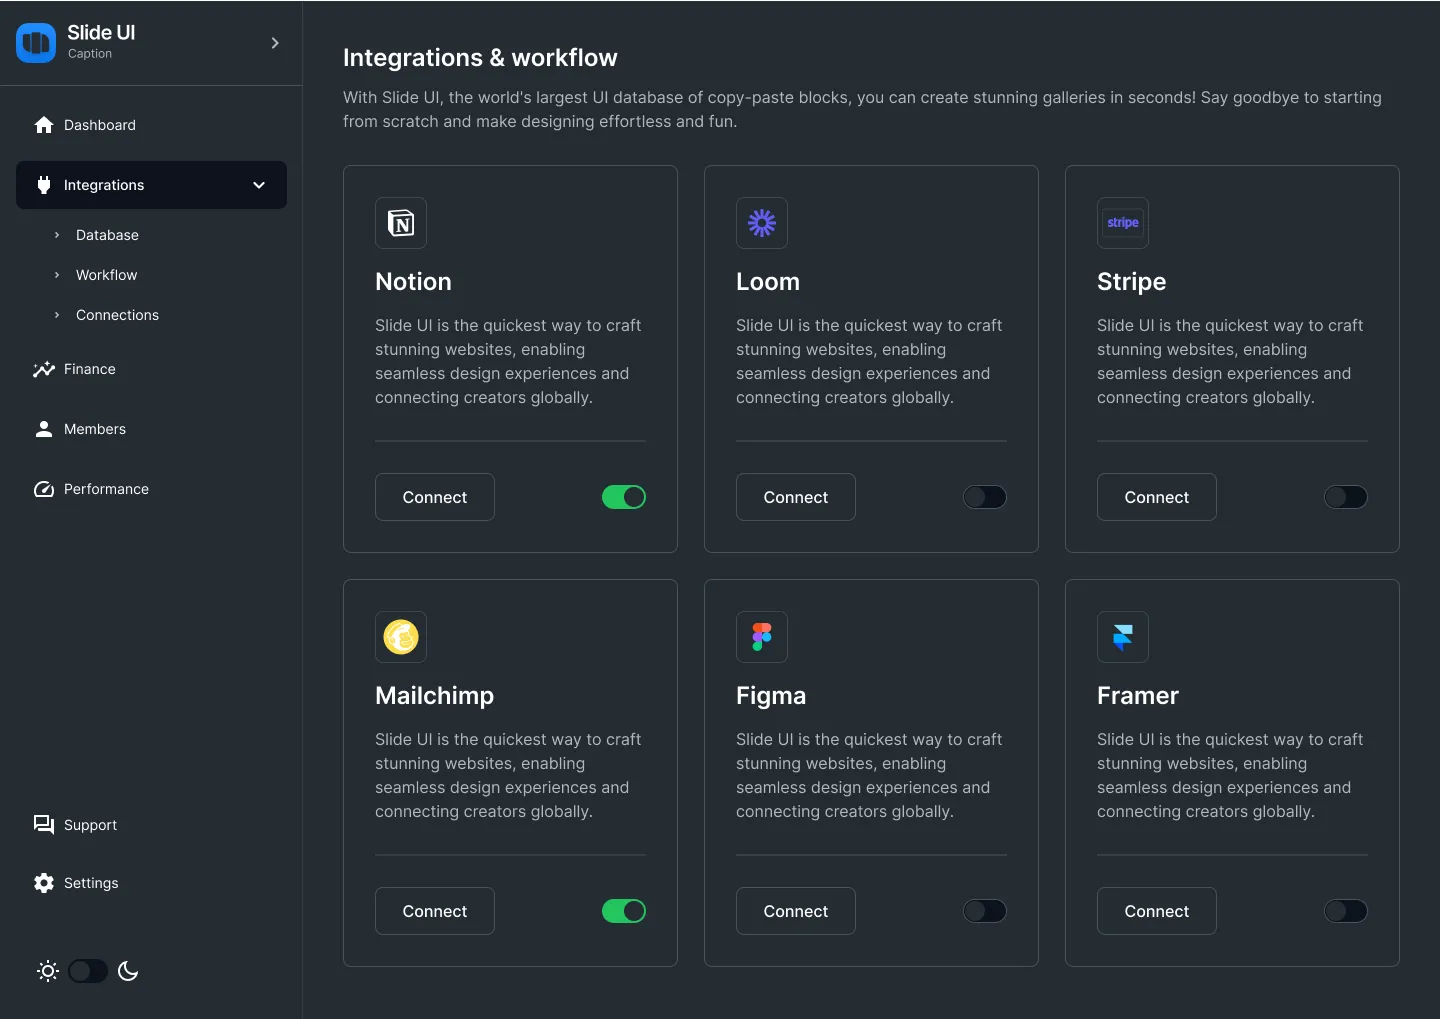 Slide UI
Caption
Dashboard
Integrations
Database
Workflow
Connections
Finance
Members
Performance
Support
Settings
Integrations & workflow
With Slide UI, the world's largest UI database of copy-paste blocks, you can create stunning galleries in seconds! Say goodbye to starting
from scratch and make designing effortless and fun.
N
Notion
Slide UI is the quickest way to craft
stunning websites, enabling
seamless design experiences and
connecting creators globally.
Connect
Loom
Slide UI is the quickest way to craft
stunning websites, enabling
seamless design experiences and
connecting creators globally.
Connect
stripe
Stripe
Slide UI is the quickest way to craft
stunning websites, enabling
seamless design experiences and
connecting creators globally.
Connect
Mailchimp
Slide UI is the quickest way to craft
stunning websites, enabling
seamless design experiences and
connecting creators globally.
Connect
Figma
Slide UI is the quickest way to craft
stunning websites, enabling
seamless design experiences and
connecting creators globally.
Connect
Framer
Slide UI is the quickest way to craft
stunning websites, enabling
seamless design experiences and
connecting creators globally.
Connect